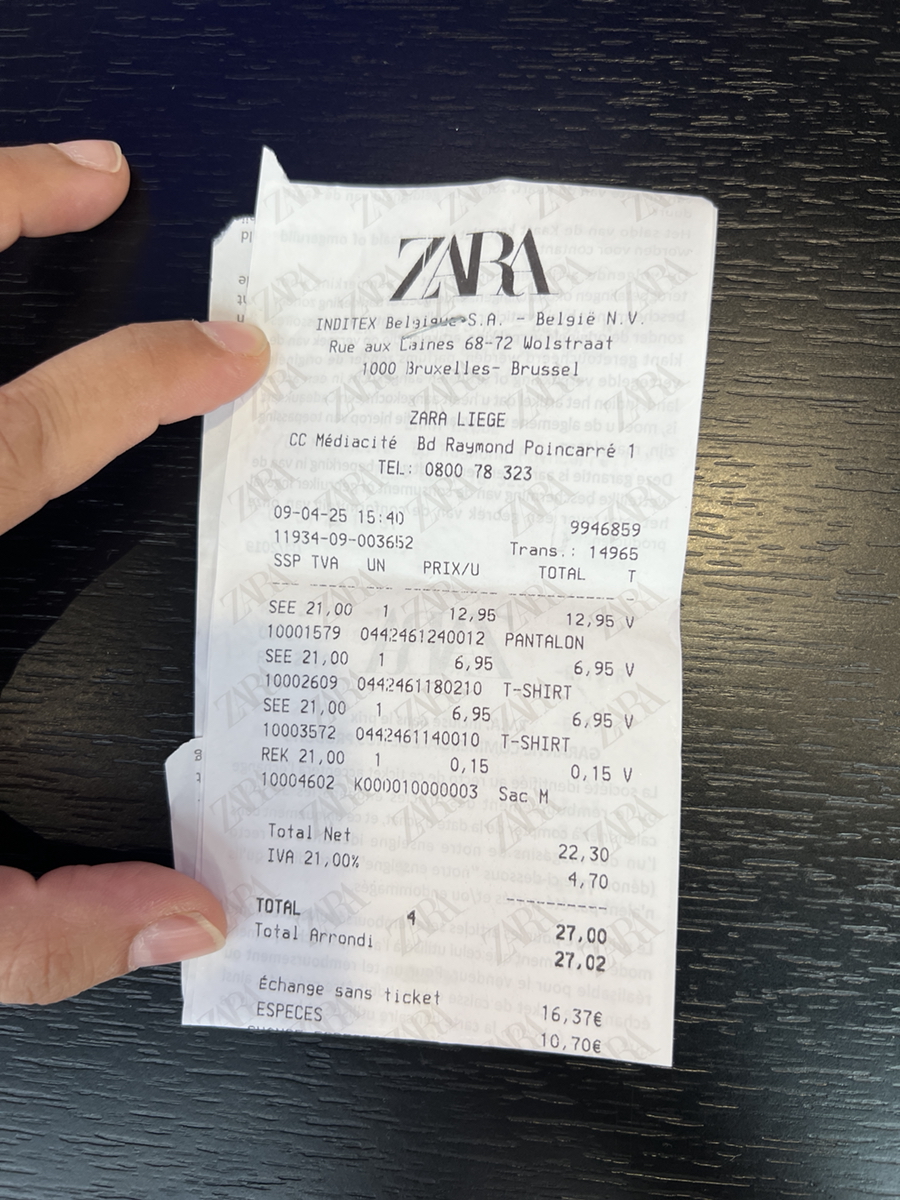 ZARA
INDITEX Belgique S.A. - België N.V.
Rue aux Laines 68-72 Wolstraat
1000 Bruxelles- Brussel
ZARA LIEGE
CC Médiacité Bd Raymond Poincarré 1
TEL: 0800 78 323
09-04-25 15:40 9946859
11934-09-003652 Trans.: 14965
SSP TVA UN PRIX/U TOTAL T
SEE 21,00 1 12,95 12,95 V
10001579 0442461240012 PANTALON
SEE 21,00 1 6,95 6,95 V
10002609 0442461180210 T-SHIRT
SEE 21,00 1 6,95 6,95 V
10003572 0442461140010 T-SHIRT
REK 21,00 1 0,15 0,15 V
10004602 K000010000003 Sac M
Total Net 22,30
IVA 21,00% 4,70
TOTAL 4 27,00
Total Arrondi 27,02
Échange sans ticket 16,37€
ESPECES 10,70€